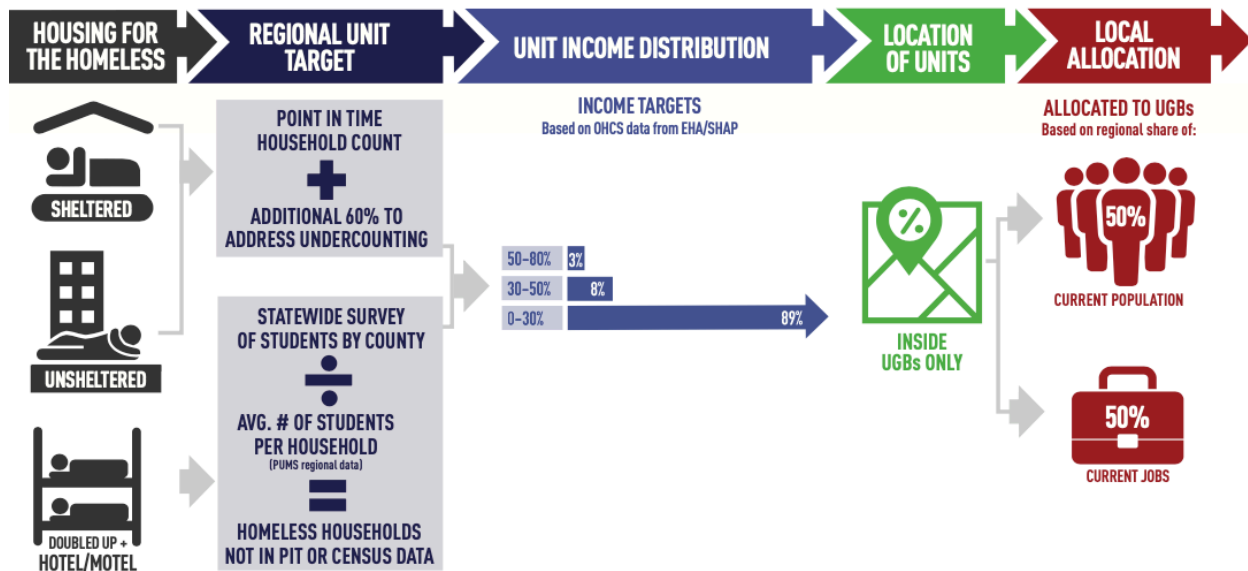 HOUSING FOR
THE HOMELESS
REGIONAL UNIT
TARGET
UNIT INCOME DISTRIBUTION
LOCATION
OF UNITS
LOCAL
ALLOCATION
SHELTERED
UNSHELTERED
DOUBLED UP +
HOTEL/MOTEL
POINT IN TIME
HOUSEHOLD COUNT
+
ADDITIONAL 60% TO
ADDRESS UNDERCOUNTING
STATEWIDE SURVEY
OF STUDENTS BY COUNTY
÷
AVG. # OF STUDENTS
PER HOUSEHOLD
(PUMS regional data)
=
HOMELESS HOUSEHOLDS
NOT IN PIT OR CENSUS DATA
INCOME TARGETS
Based on OHCS data from EHA/SHAP
50–80% 3%
30–50% 8%
0–30% 89%
%
INSIDE
UGBs ONLY
ALLOCATED TO UGBs
Based on regional share of:
50%
CURRENT POPULATION
50%
CURRENT JOBS